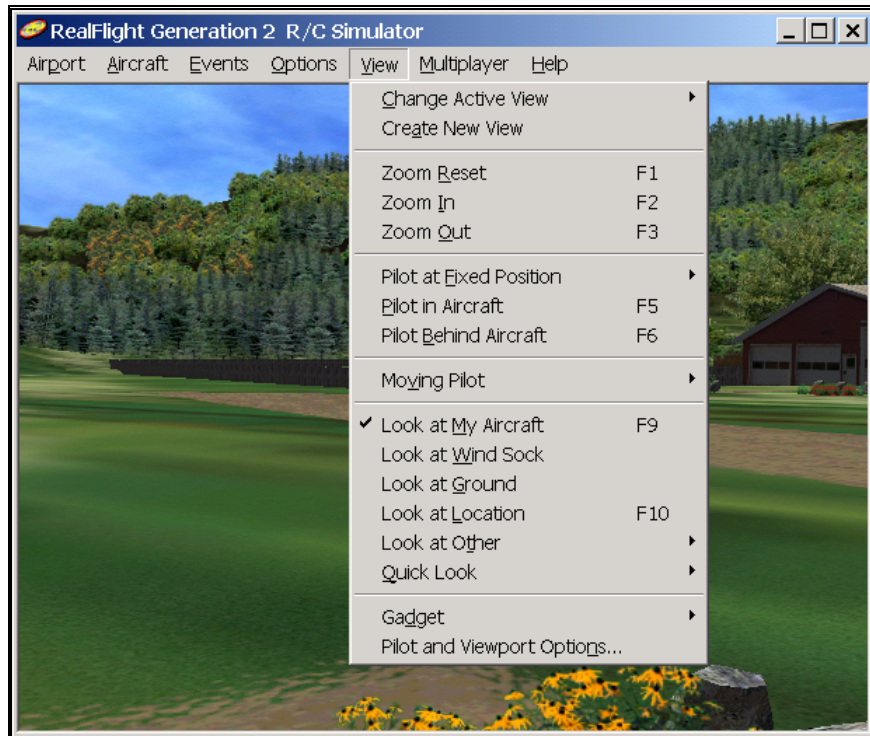 RealFlight Generation 2 R/C Simulator
Airport Aircraft Events Options View Multiplayer Help
Change Active View
Create New View
Zoom Reset F1
Zoom In F2
Zoom Out F3
Pilot at Fixed Position
Pilot in Aircraft F5
Pilot Behind Aircraft F6
Moving Pilot
Look at My Aircraft F9
Look at Wind Sock
Look at Ground
Look at Location F10
Look at Other
Quick Look
Gadget
Pilot and Viewport Options...